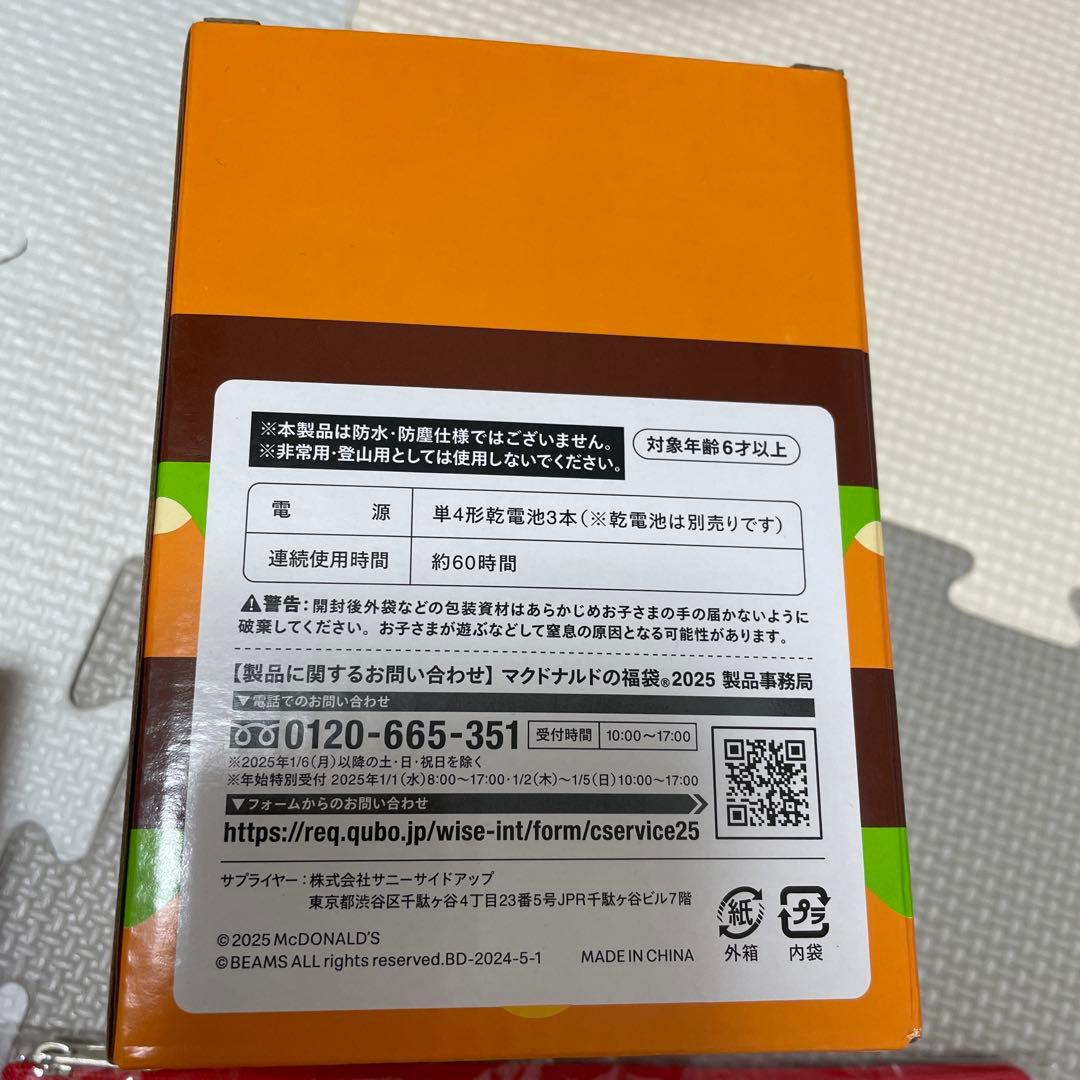 ※本製品は防水・防塵仕様ではございません。
※非常用・登山用としては使用しないでください。
対象年齢6才以上
電源 単4形乾電池3本(※乾電池は別売りです)
連続使用時間 約60時間
⚠警告:開封後外袋などの包装資材はあらかじめお子さまの手の届かないように
破棄してください。お子さまが遊ぶなどして窒息の原因となる可能性があります。
【製品に関するお問い合わせ】マクドナルドの福袋®2025 製品事務局
▼電話でのお問い合わせ
0120-665-351 受付時間 10:00〜17:00
※2025年1/6(月)以降の土・日・祝日を除く
※年始特別受付 2025年1/1(水)8:00〜17:00・1/2(木)〜1/5(日)10:00〜17:00
▼フォームからのお問い合わせ
https://req.qubo.jp/wise-int/form/cservice25
サプライヤー:株式会社サニーサイドアップ
東京都渋谷区千駄ヶ谷4丁目23番5号JPR千駄ヶ谷ビル7階
紙
外箱
プラ
内袋
©2025 McDONALD'S
©BEAMS ALL rights reserved.BD-2024-5-1
MADE IN CHINA